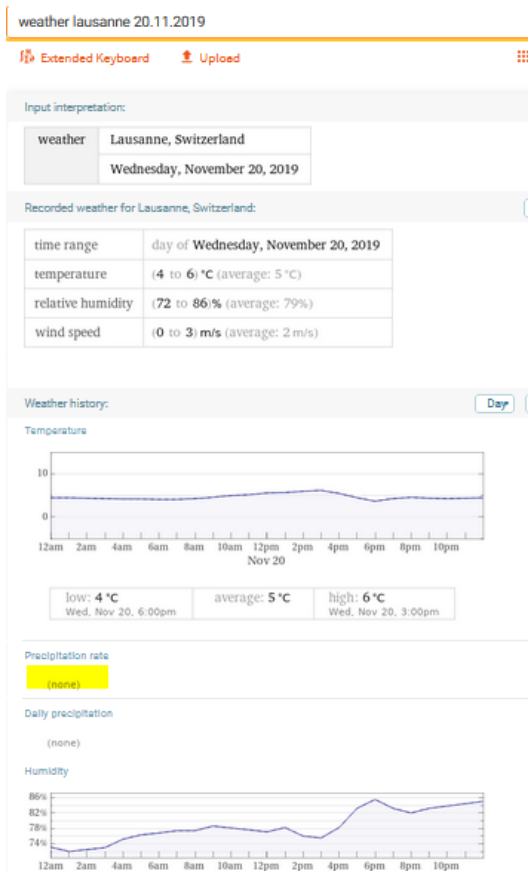 weather lausanne 20.11.2019
Extended Keyboard Upload
Input interpretation:
weather Lausanne, Switzerland
Wednesday, November 20, 2019
Recorded weather for Lausanne, Switzerland:
time range day of Wednesday, November 20, 2019
temperature (4 to 6) °C (average: 5 °C)
relative humidity (72 to 86)% (average: 79%)
wind speed (0 to 3) m/s (average: 2 m/s)
Weather history: Day
Temperature
10
0
12am 2am 4am 6am 8am 10am 12pm 2pm 4pm 6pm 8pm 10pm
Nov 20
low: 4 °C average: 5 °C high: 6 °C
Wed, Nov 20, 6:00pm Wed, Nov 20, 3:00pm
Precipitation rate
(none)
Daily precipitation
(none)
Humidity
86%
82%
78%
74%
12am 2am 4am 6am 8am 10am 12pm 2pm 4pm 6pm 8pm 10pm